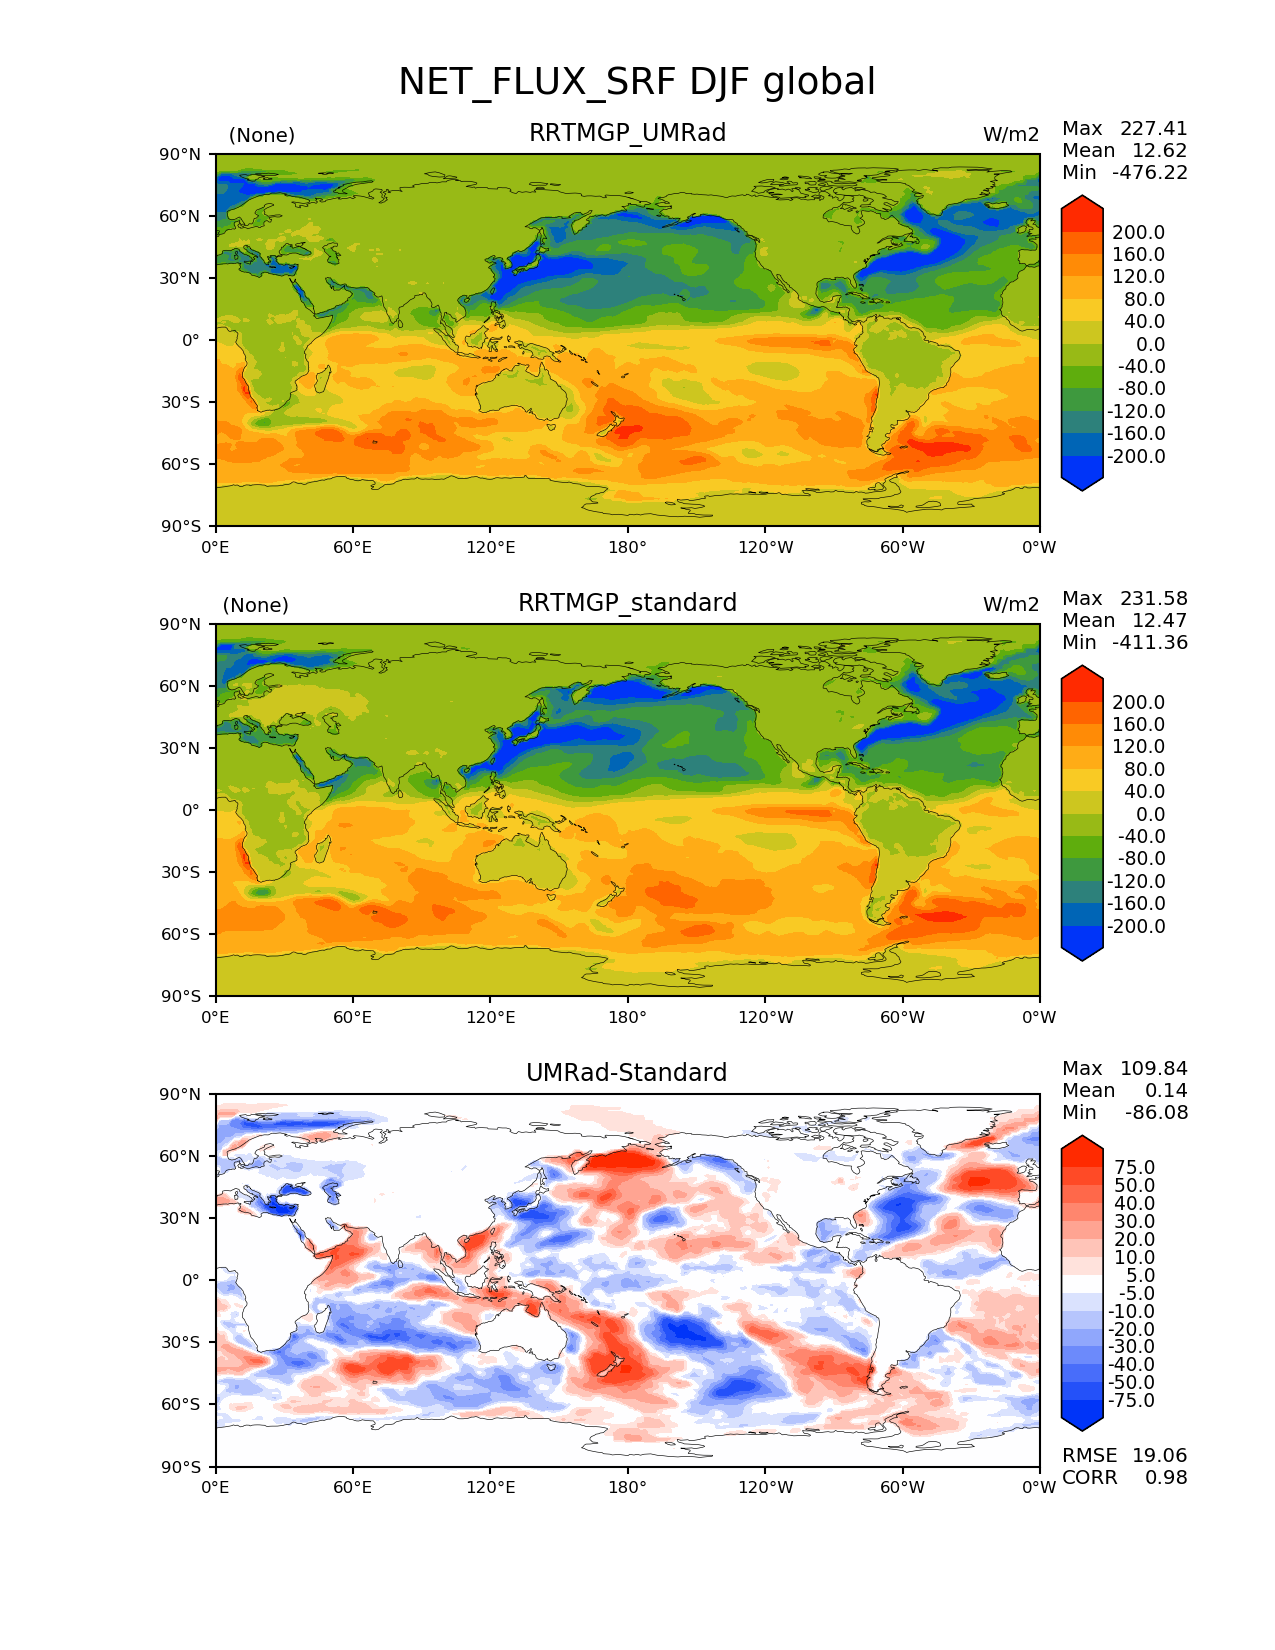 NET_FLUX_SRF DJF global
(None) RRTMGP_UMRad W/m2
Max 227.41
Mean 12.62
Min -476.22
90°N
60°N
30°N
0°
30°S
60°S
90°S
0°E 60°E 120°E 180° 120°W 60°W 0°W
200.0
160.0
120.0
80.0
40.0
0.0
-40.0
-80.0
-120.0
-160.0
-200.0
(None) RRTMGP_standard W/m2
Max 231.58
Mean 12.47
Min -411.36
90°N
60°N
30°N
0°
30°S
60°S
90°S
0°E 60°E 120°E 180° 120°W 60°W 0°W
200.0
160.0
120.0
80.0
40.0
0.0
-40.0
-80.0
-120.0
-160.0
-200.0
UMRad-Standard
Max 109.84
Mean 0.14
Min -86.08
90°N
60°N
30°N
0°
30°S
60°S
90°S
0°E 60°E 120°E 180° 120°W 60°W 0°W
75.0
50.0
40.0
30.0
20.0
10.0
5.0
-5.0
-10.0
-20.0
-30.0
-40.0
-50.0
-75.0
RMSE 19.06
CORR 0.98